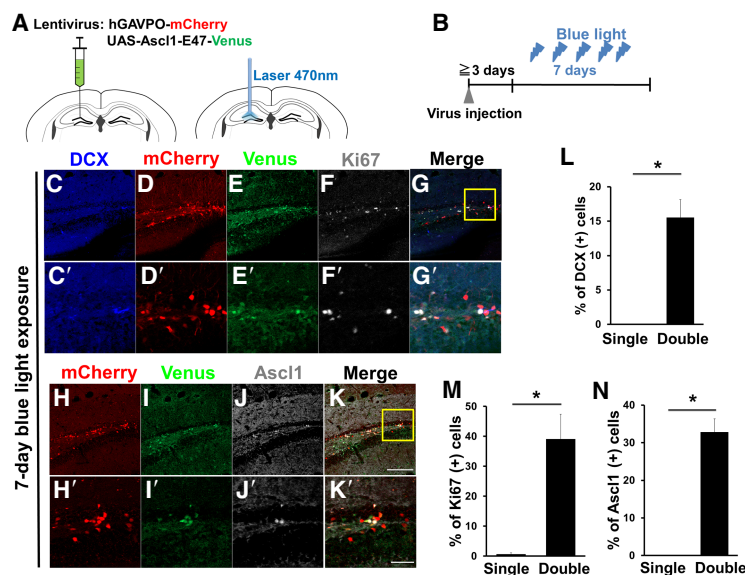 A
Lentivirus: hGAVPO-mCherry
UAS-Ascl1-E47-Venus
Laser 470nm
B
Blue light
≧ 3 days
7 days
Virus injection
7-day blue light exposure
DCX mCherry Venus Ki67 Merge
C D E F G
C′ D′ E′ F′ G′
mCherry Venus Ascl1 Merge
H I J K
H′ I′ J′ K′
L
% of DCX (+) cells
20
15
10
5
0
*
Single Double
M
% of Ki67 (+) cells
50
40
30
20
10
0
*
Single Double
N
% of Ascl1 (+) cells
40
30
20
10
0
*
Single Double